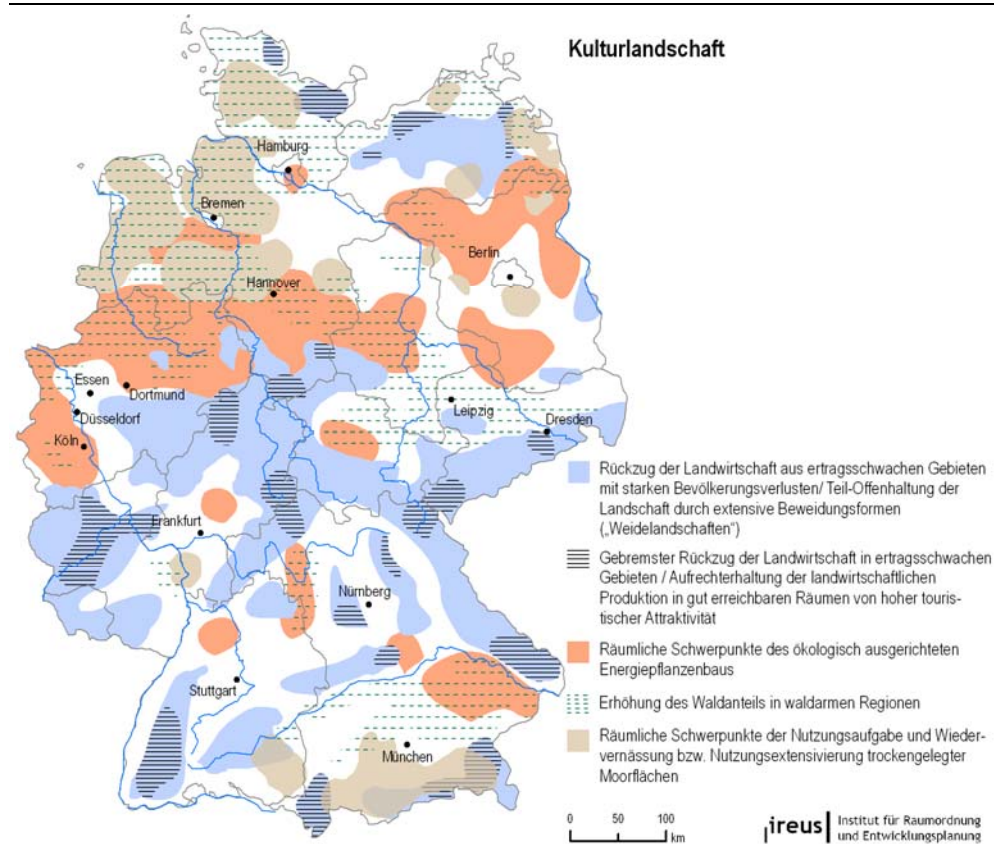 Kulturlandschaft
Hamburg
Bremen
Berlin
Hannover
Essen
Dortmund
Düsseldorf
Leipzig
Dresden
Köln
Frankfurt
Nürnberg
Stuttgart
München
Rückzug der Landwirtschaft aus ertragsschwachen Gebieten
mit starken Bevölkerungsverlusten/ Teil-Offenhaltung der
Landschaft durch extensive Beweidungsformen
(„Weidelandschaften“)
Gebremster Rückzug der Landwirtschaft in ertragsschwachen
Gebieten / Aufrechterhaltung der landwirtschaftlichen
Produktion in gut erreichbaren Räumen von hoher touris-
tischer Attraktivität
Räumliche Schwerpunkte des ökologisch ausgerichteten
Energiepflanzenbaus
Erhöhung des Waldanteils in waldarmen Regionen
Räumliche Schwerpunkte der Nutzungsaufgabe und Wieder-
vernässung bzw. Nutzungsextensivierung trockengelegter
Moorflächen
0 50 100
km
ireus
Institut für Raumordnung
und Entwicklungsplanung